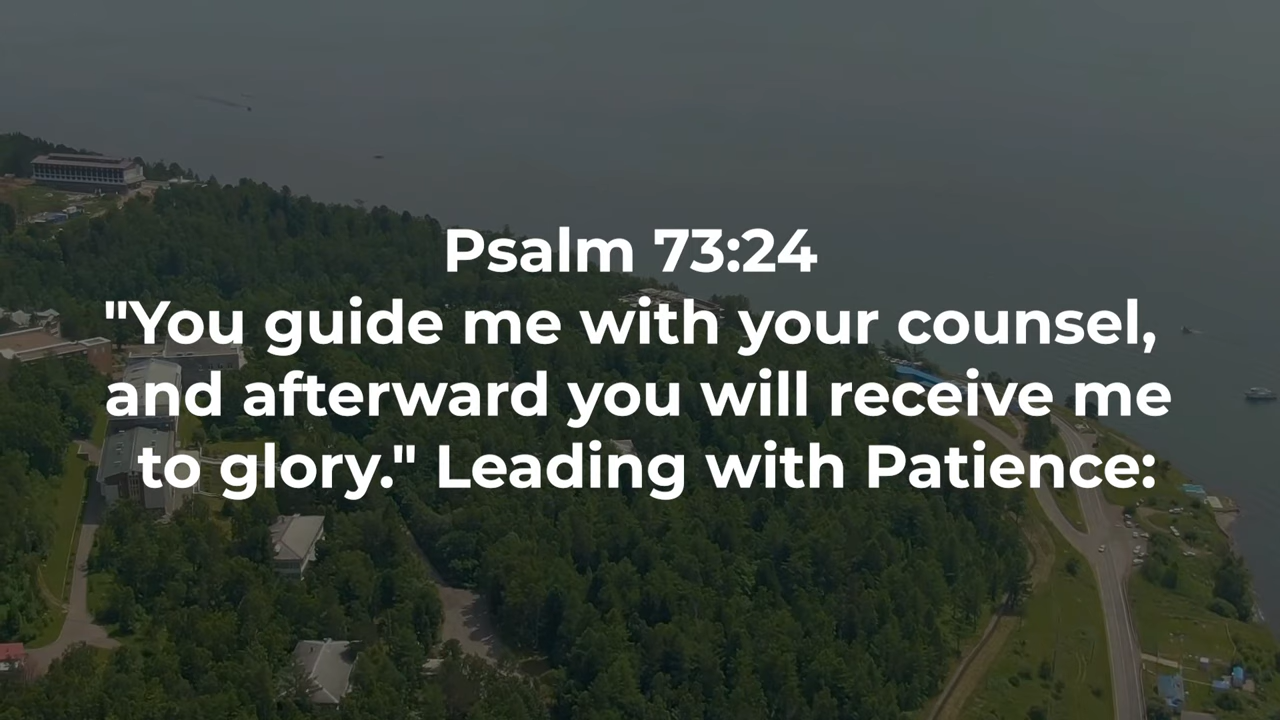 Psalm 73:24
"You guide me with your counsel,
and afterward you will receive me
to glory." Leading with Patience: